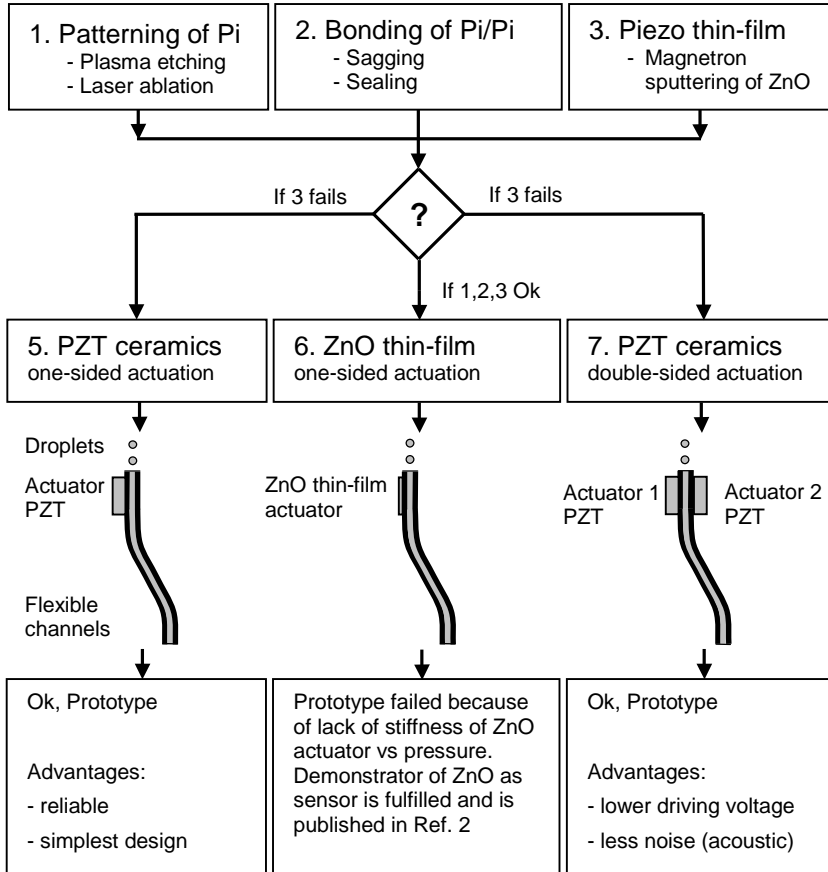 1. Patterning of Pi
- Plasma etching
- Laser ablation
2. Bonding of Pi/Pi
- Sagging
- Sealing
3. Piezo thin-film
- Magnetron
sputtering of ZnO
If 3 fails
?
If 3 fails
If 1,2,3 Ok
5. PZT ceramics
one-sided actuation
6. ZnO thin-film
one-sided actuation
7. PZT ceramics
double-sided actuation
Droplets
Actuator
PZT
Flexible
channels
ZnO thin-film
actuator
Actuator 1
PZT
Actuator 2
PZT
Ok, Prototype
Advantages:
- reliable
- simplest design
Prototype failed because
of lack of stiffness of ZnO
actuator vs pressure.
Demonstrator of ZnO as
sensor is fulfilled and is
published in Ref. 2
Ok, Prototype
Advantages:
- lower driving voltage
- less noise (acoustic)